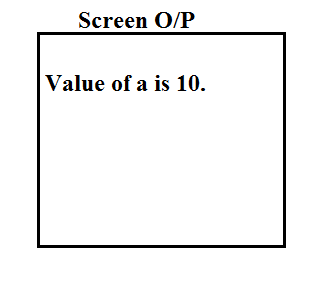 Screen O/P
Value of a is 10.